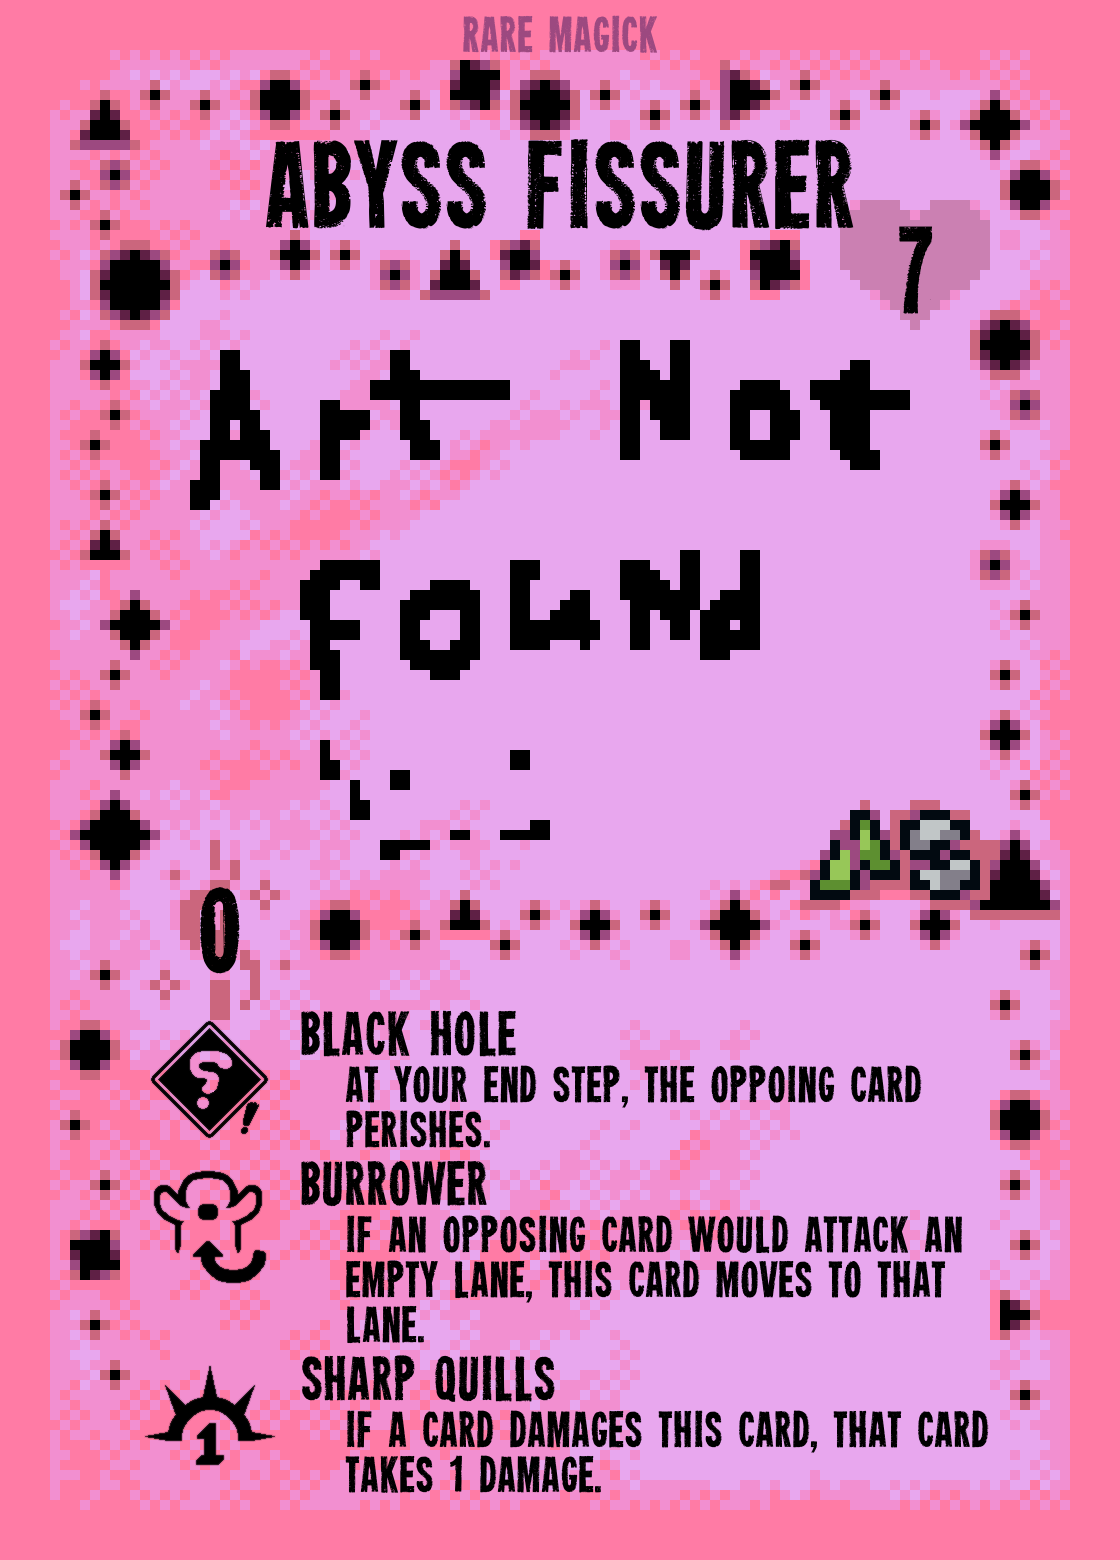 RARE MAGICK
ABYSS FISSURER
7
Art Not
Found
0
?!
BLACK HOLE
AT YOUR END STEP, THE OPPOING CARD
PERISHES.
BURROWER
IF AN OPPOSING CARD WOULD ATTACK AN
EMPTY LANE, THIS CARD MOVES TO THAT
LANE.
SHARP QUILLS
1
IF A CARD DAMAGES THIS CARD, THAT CARD
TAKES 1 DAMAGE.